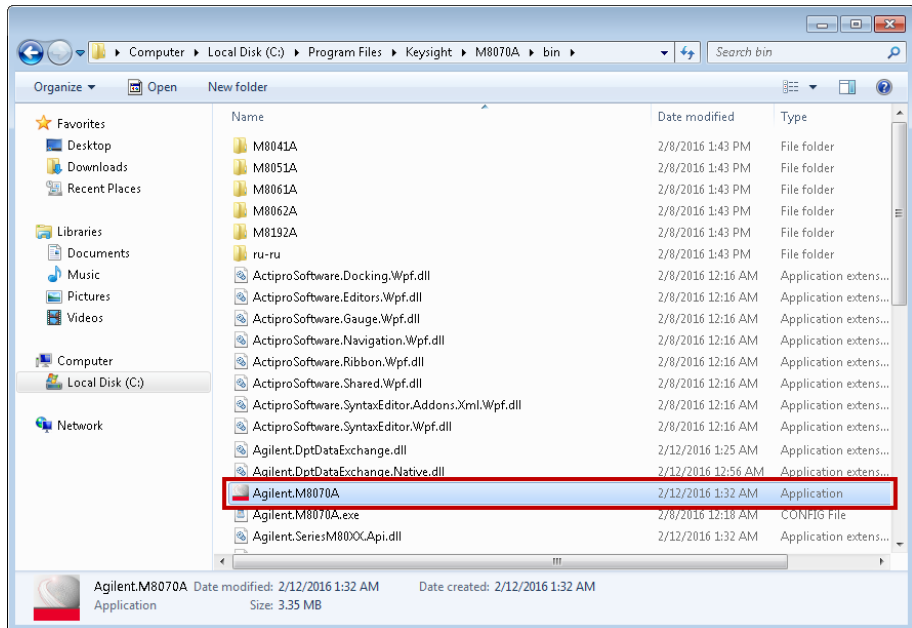 Computer Local Disk (C:) Program Files Keysight M8070A bin Search bin
Organize Open New folder
Name Date modified Type
Favorites
Desktop
Downloads
Recent Places
Libraries
Documents
Music
Pictures
Videos
Computer
Local Disk (C:)
Network
M8041A 2/8/2016 1:43 PM File folder
M8051A 2/8/2016 1:43 PM File folder
M8061A 2/8/2016 1:43 PM File folder
M8062A 2/8/2016 1:43 PM File folder
M8192A 2/8/2016 1:43 PM File folder
ru-ru 2/8/2016 1:43 PM File folder
ActiproSoftware.Docking.Wpf.dll 2/8/2016 12:16 AM Application extens...
ActiproSoftware.Editors.Wpf.dll 2/8/2016 12:16 AM Application extens...
ActiproSoftware.Gauge.Wpf.dll 2/8/2016 12:16 AM Application extens...
ActiproSoftware.Navigation.Wpf.dll 2/8/2016 12:16 AM Application extens...
ActiproSoftware.Ribbon.Wpf.dll 2/8/2016 12:16 AM Application extens...
ActiproSoftware.Shared.Wpf.dll 2/8/2016 12:16 AM Application extens...
ActiproSoftware.SyntaxEditor.Addons.Xml.Wpf.dll 2/8/2016 12:16 AM Application extens...
ActiproSoftware.SyntaxEditor.Wpf.dll 2/8/2016 12:16 AM Application extens...
Agilent.DptDataExchange.dll 2/12/2016 1:25 AM Application extens...
Agilent.DptDataExchange.Native.dll 2/12/2016 12:56 AM Application extens...
Agilent.M8070A 2/12/2016 1:32 AM Application
Agilent.M8070A.exe 2/8/2016 12:18 AM CONFIG File
Agilent.SeriesM80XX.Api.dll 2/12/2016 1:32 AM Application extens...
Agilent.M8070A Date modified: 2/12/2016 1:32 AM Date created: 2/12/2016 1:32 AM
Application Size: 3.35 MB